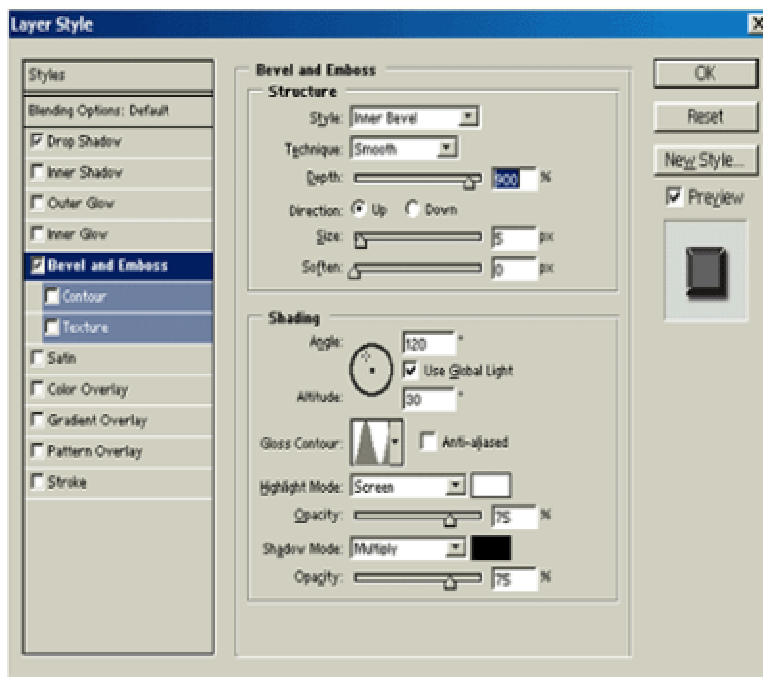 Layer Style
Styles
Blending Options: Default
Drop Shadow
Inner Shadow
Outer Glow
Inner Glow
Bevel and Emboss
Contour
Texture
Satin
Color Overlay
Gradient Overlay
Pattern Overlay
Stroke
Bevel and Emboss
Structure
Style: Inner Bevel
Technique: Smooth
Depth: 900 %
Direction: Up Down
Size: 5 px
Soften: 0 px
Shading
Angle: 120 °
Use Global Light
Altitude: 30 °
Gloss Contour: Anti-aliased
Highlight Mode: Screen
Opacity: 75 %
Shadow Mode: Multiply
Opacity: 75 %
OK
Reset
New Style...
Preview